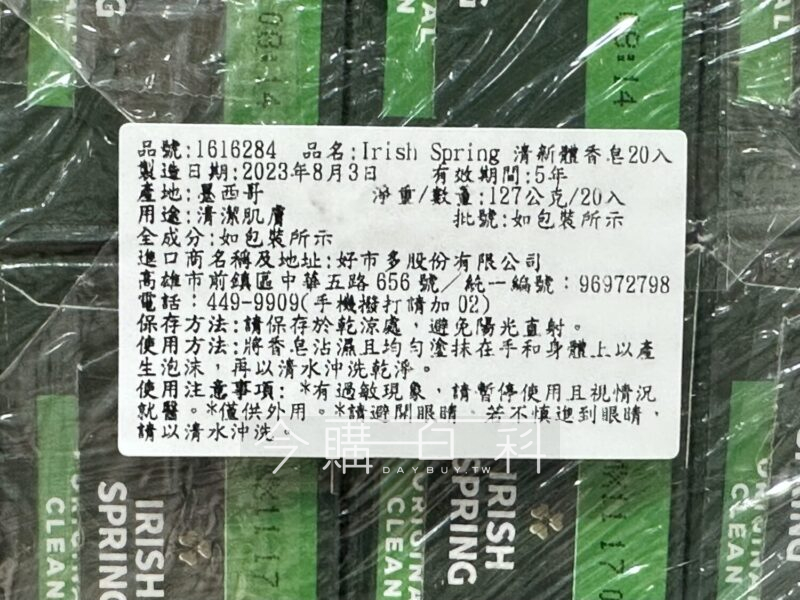 ORIGINAL
CLEAN
SPRING
08:14
品號:1616284 品名:Irish Spring 清新體香皂20入
製造日期:2023年8月3日 有效期間:5年
產地:墨西哥 淨重/數量:127公克/20入
用途:清潔肌膚 批號:如包裝所示
全成分:如包裝所示
進口商名稱及地址:好市多股份有限公司
高雄市前鎮區中華五路656號／統一編號：96972798
電話：449-9909(手機撥打請加02)
保存方法:請保存於乾涼處，避免陽光直射。
使用方法:將香皂沾濕且均勻塗抹在手和身體上以產
生泡沫，再以清水沖洗乾淨。
使用注意事項: *有過敏現象，請暫停使用且視情況
就醫。*僅供外用。*請避開眼睛。若不慎進到眼睛，
請以清水沖洗
今購百科
DAYBUY.TW
IRISH
SPRING
ORIGINAL
CLEAN
IRISH
SPRING
ORIGINAL
CLEAN